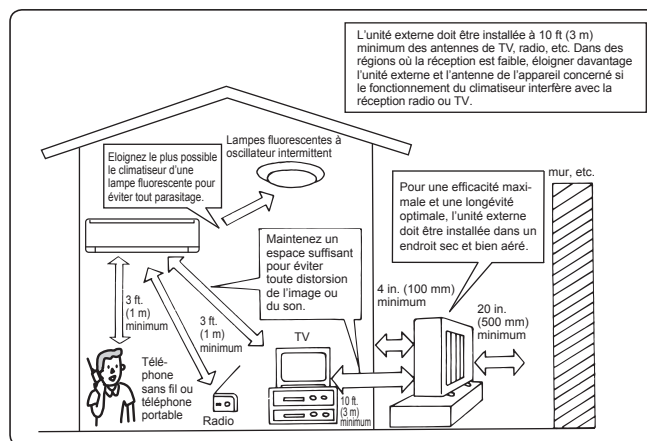 L'unité externe doit être installée à 10 ft (3 m)
minimum des antennes de TV, radio, etc. Dans des
régions où la réception est faible, éloigner davantage
l'unité externe et l'antenne de l'appareil concerné si
le fonctionnement du climatiseur interfère avec la
réception radio ou TV.
Lampes fluorescentes à
oscillateur intermittent
Eloignez le plus possible
le climatiseur d'une
lampe fluorescente pour
éviter tout parasitage.
mur, etc.
Pour une efficacité maxi-
male et une longévité
optimale, l'unité externe
doit être installée dans un
endroit sec et bien aéré.
Maintenez un
espace suffisant
pour éviter
toute distorsion
de l'image ou
du son.
4 in. (100 mm)
minimum
20 in.
(500 mm)
minimum
3 ft.
(1 m)
minimum
3 ft.
(1 m)
minimum
TV
Télé-
phone
sans fil ou
téléphone
portable
Radio
10 ft.
(3 m)
minimum